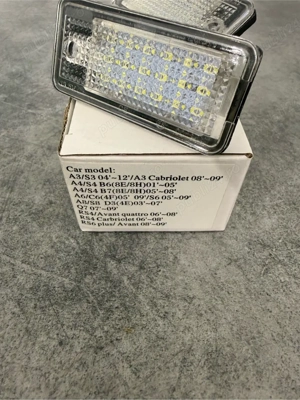 Car model:
A3/S3 04'~12'/A3 Cabriolet 08'~09'
A4/S4 B6(8E/8H)01'~05'
A4/S4 B7(8E/8H)05'~08'
A6/C6(4F)05' 09'/S6 05'~09'
A8/S8 D3(4E)03'~07'
Q7 07'~09'
RS4/Avant quattro 06'~08'
RS4 Carbriolet 06'~08'
RS6 plus/ Avant 08'~09'